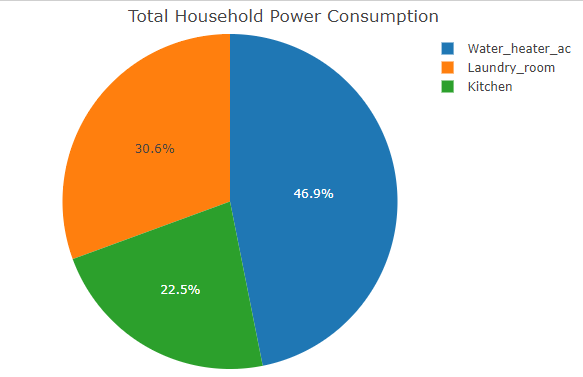 Total Household Power Consumption
Water_heater_ac
Laundry_room
Kitchen
30.6%
46.9%
22.5%